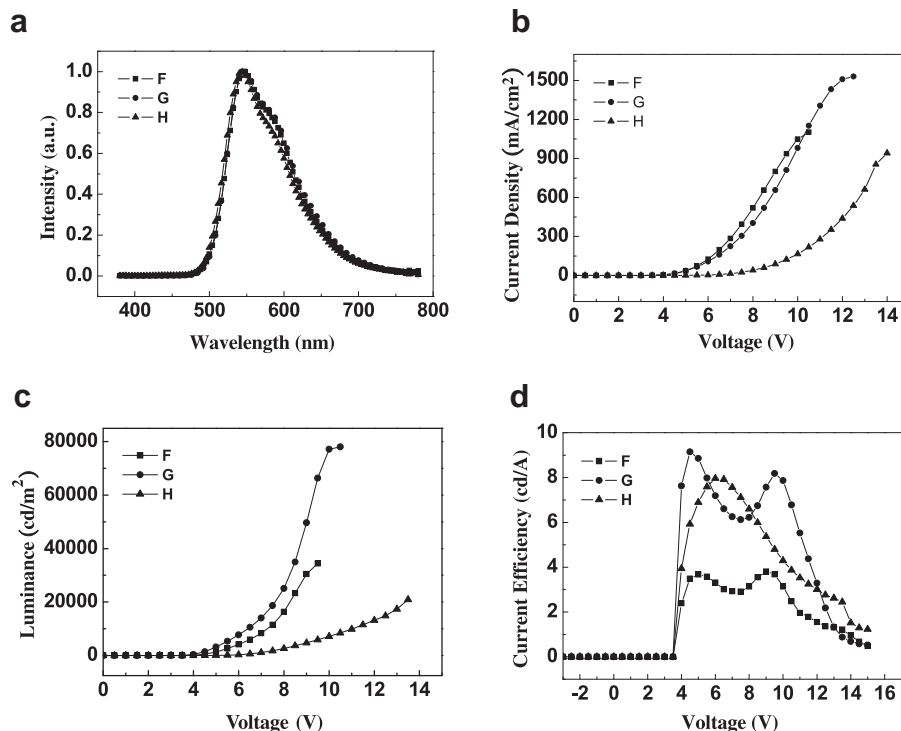 a
1.0
0.8
0.6
0.4
0.2
0.0
Intensity (a.u.)
F
G
H
400 500 600 700 800
Wavelength (nm)
b
1500
1200
900
600
300
0
Current Density (mA/cm²)
F
G
H
0 2 4 6 8 10 12 14
Voltage (V)
c
80000
60000
40000
20000
0
Luminance (cd/m²)
F
G
H
0 2 4 6 8 10 12 14
Voltage (V)
d
10
8
6
4
2
0
Current Efficiency (cd/A)
F
G
H
-2 0 2 4 6 8 10 12 14 16
Voltage (V)